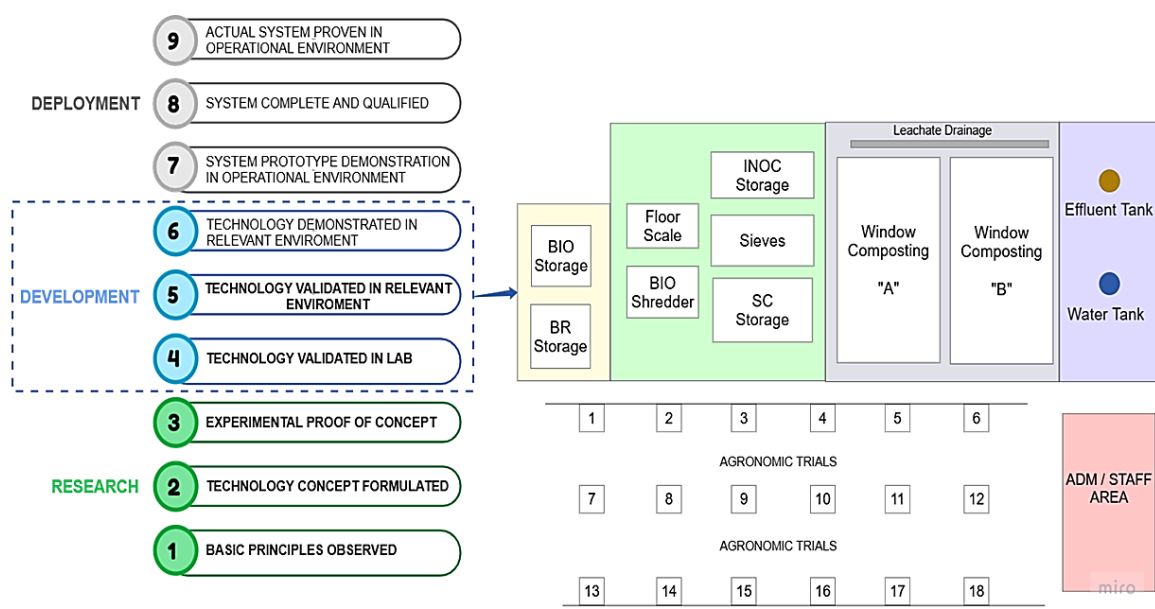 9
ACTUAL SYSTEM PROVEN IN
OPERATIONAL ENVIRONMENT
DEPLOYMENT
8
SYSTEM COMPLETE AND QUALIFIED
7
SYSTEM PROTOTYPE DEMONSTRATION
IN OPERATIONAL ENVIRONMENT
6
TECHNOLOGY DEMONSTRATED IN
RELEVANT ENVIROMENT
DEVELOPMENT
5
TECHNOLOGY VALIDATED IN RELEVANT
ENVIROMENT
4
TECHNOLOGY VALIDATED IN LAB
3
EXPERIMENTAL PROOF OF CONCEPT
RESEARCH
2
TECHNOLOGY CONCEPT FORMULATED
1
BASIC PRINCIPLES OBSERVED
BIO
Storage
BR
Storage
Floor
Scale
BIO
Shredder
INOC
Storage
Sieves
SC
Storage
Leachate Drainage
Window
Composting
"A"
Window
Composting
"B"
Effluent Tank
Water Tank
1 2 3 4 5 6
AGRONOMIC TRIALS
7 8 9 10 11 12
AGRONOMIC TRIALS
13 14 15 16 17 18
ADM / STAFF
AREA
miro